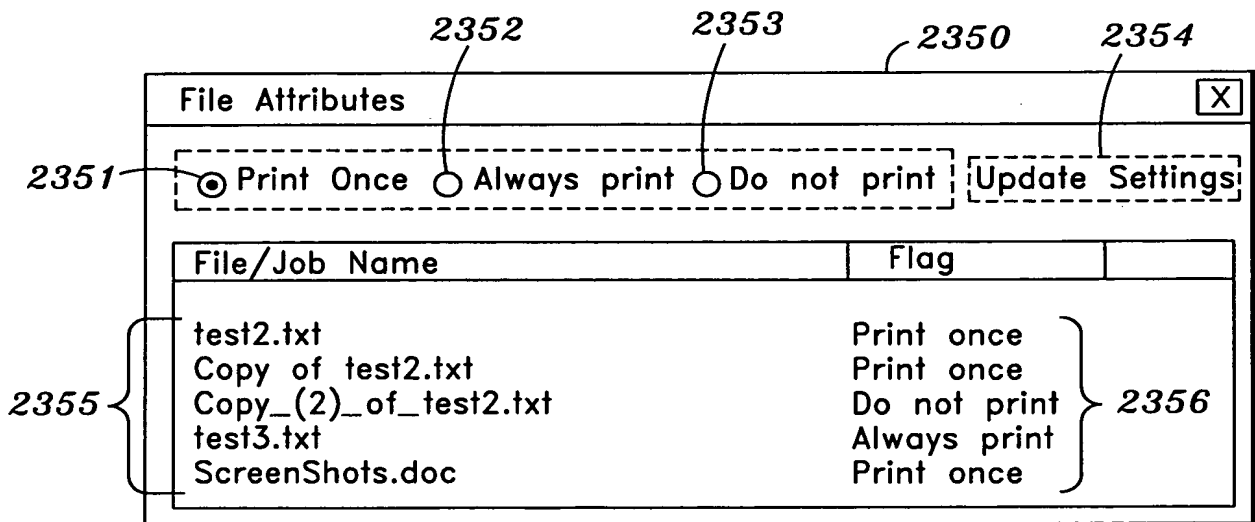 2352 2353 2350 2354
File Attributes X
2351 Print Once Always print Do not print Update Settings
File/Job Name Flag
test2.txt Print once
Copy of test2.txt Print once
2355 Copy_(2)_of_test2.txt Do not print 2356
test3.txt Always print
ScreenShots.doc Print once